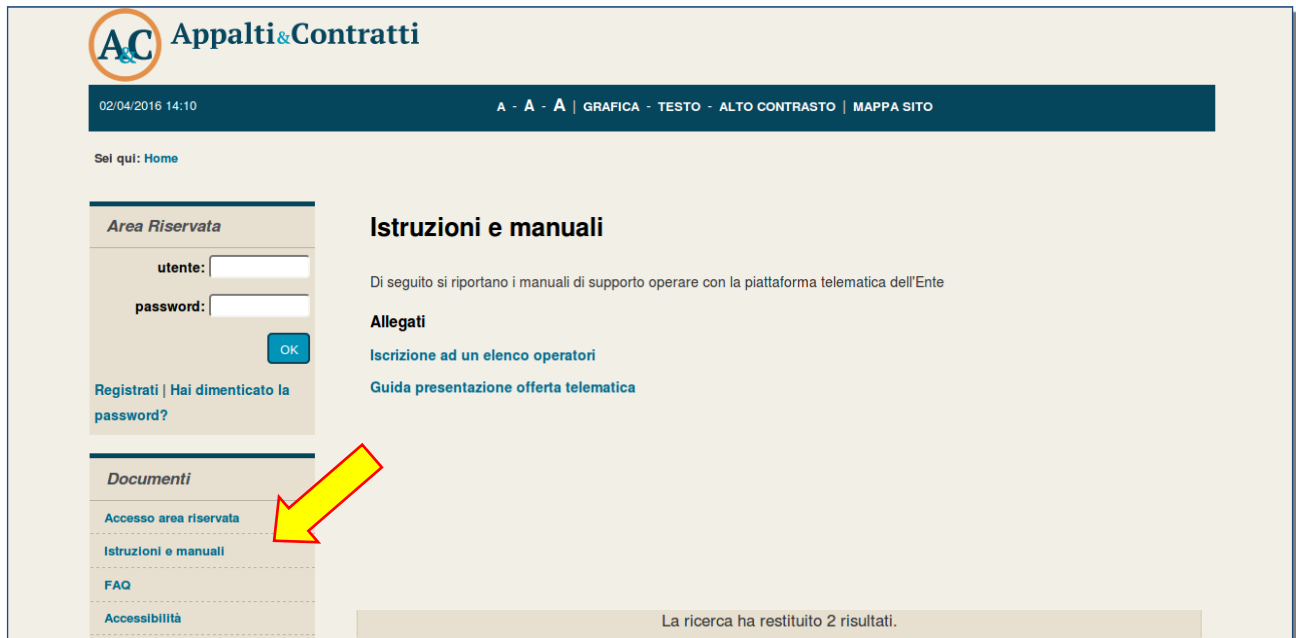 A&C Appalti&Contratti
02/04/2016 14:10
A - A - A | GRAFICA - TESTO - ALTO CONTRASTO | MAPPA SITO
Sei qui: Home
Area Riservata
utente:
password:
OK
Registrati | Hai dimenticato la
password?
Documenti
Accesso area riservata
Istruzioni e manuali
FAQ
Accessibilità
Istruzioni e manuali
Di seguito si riportano i manuali di supporto operare con la piattaforma telematica dell'Ente
Allegati
Iscrizione ad un elenco operatori
Guida presentazione offerta telematica
La ricerca ha restituito 2 risultati.